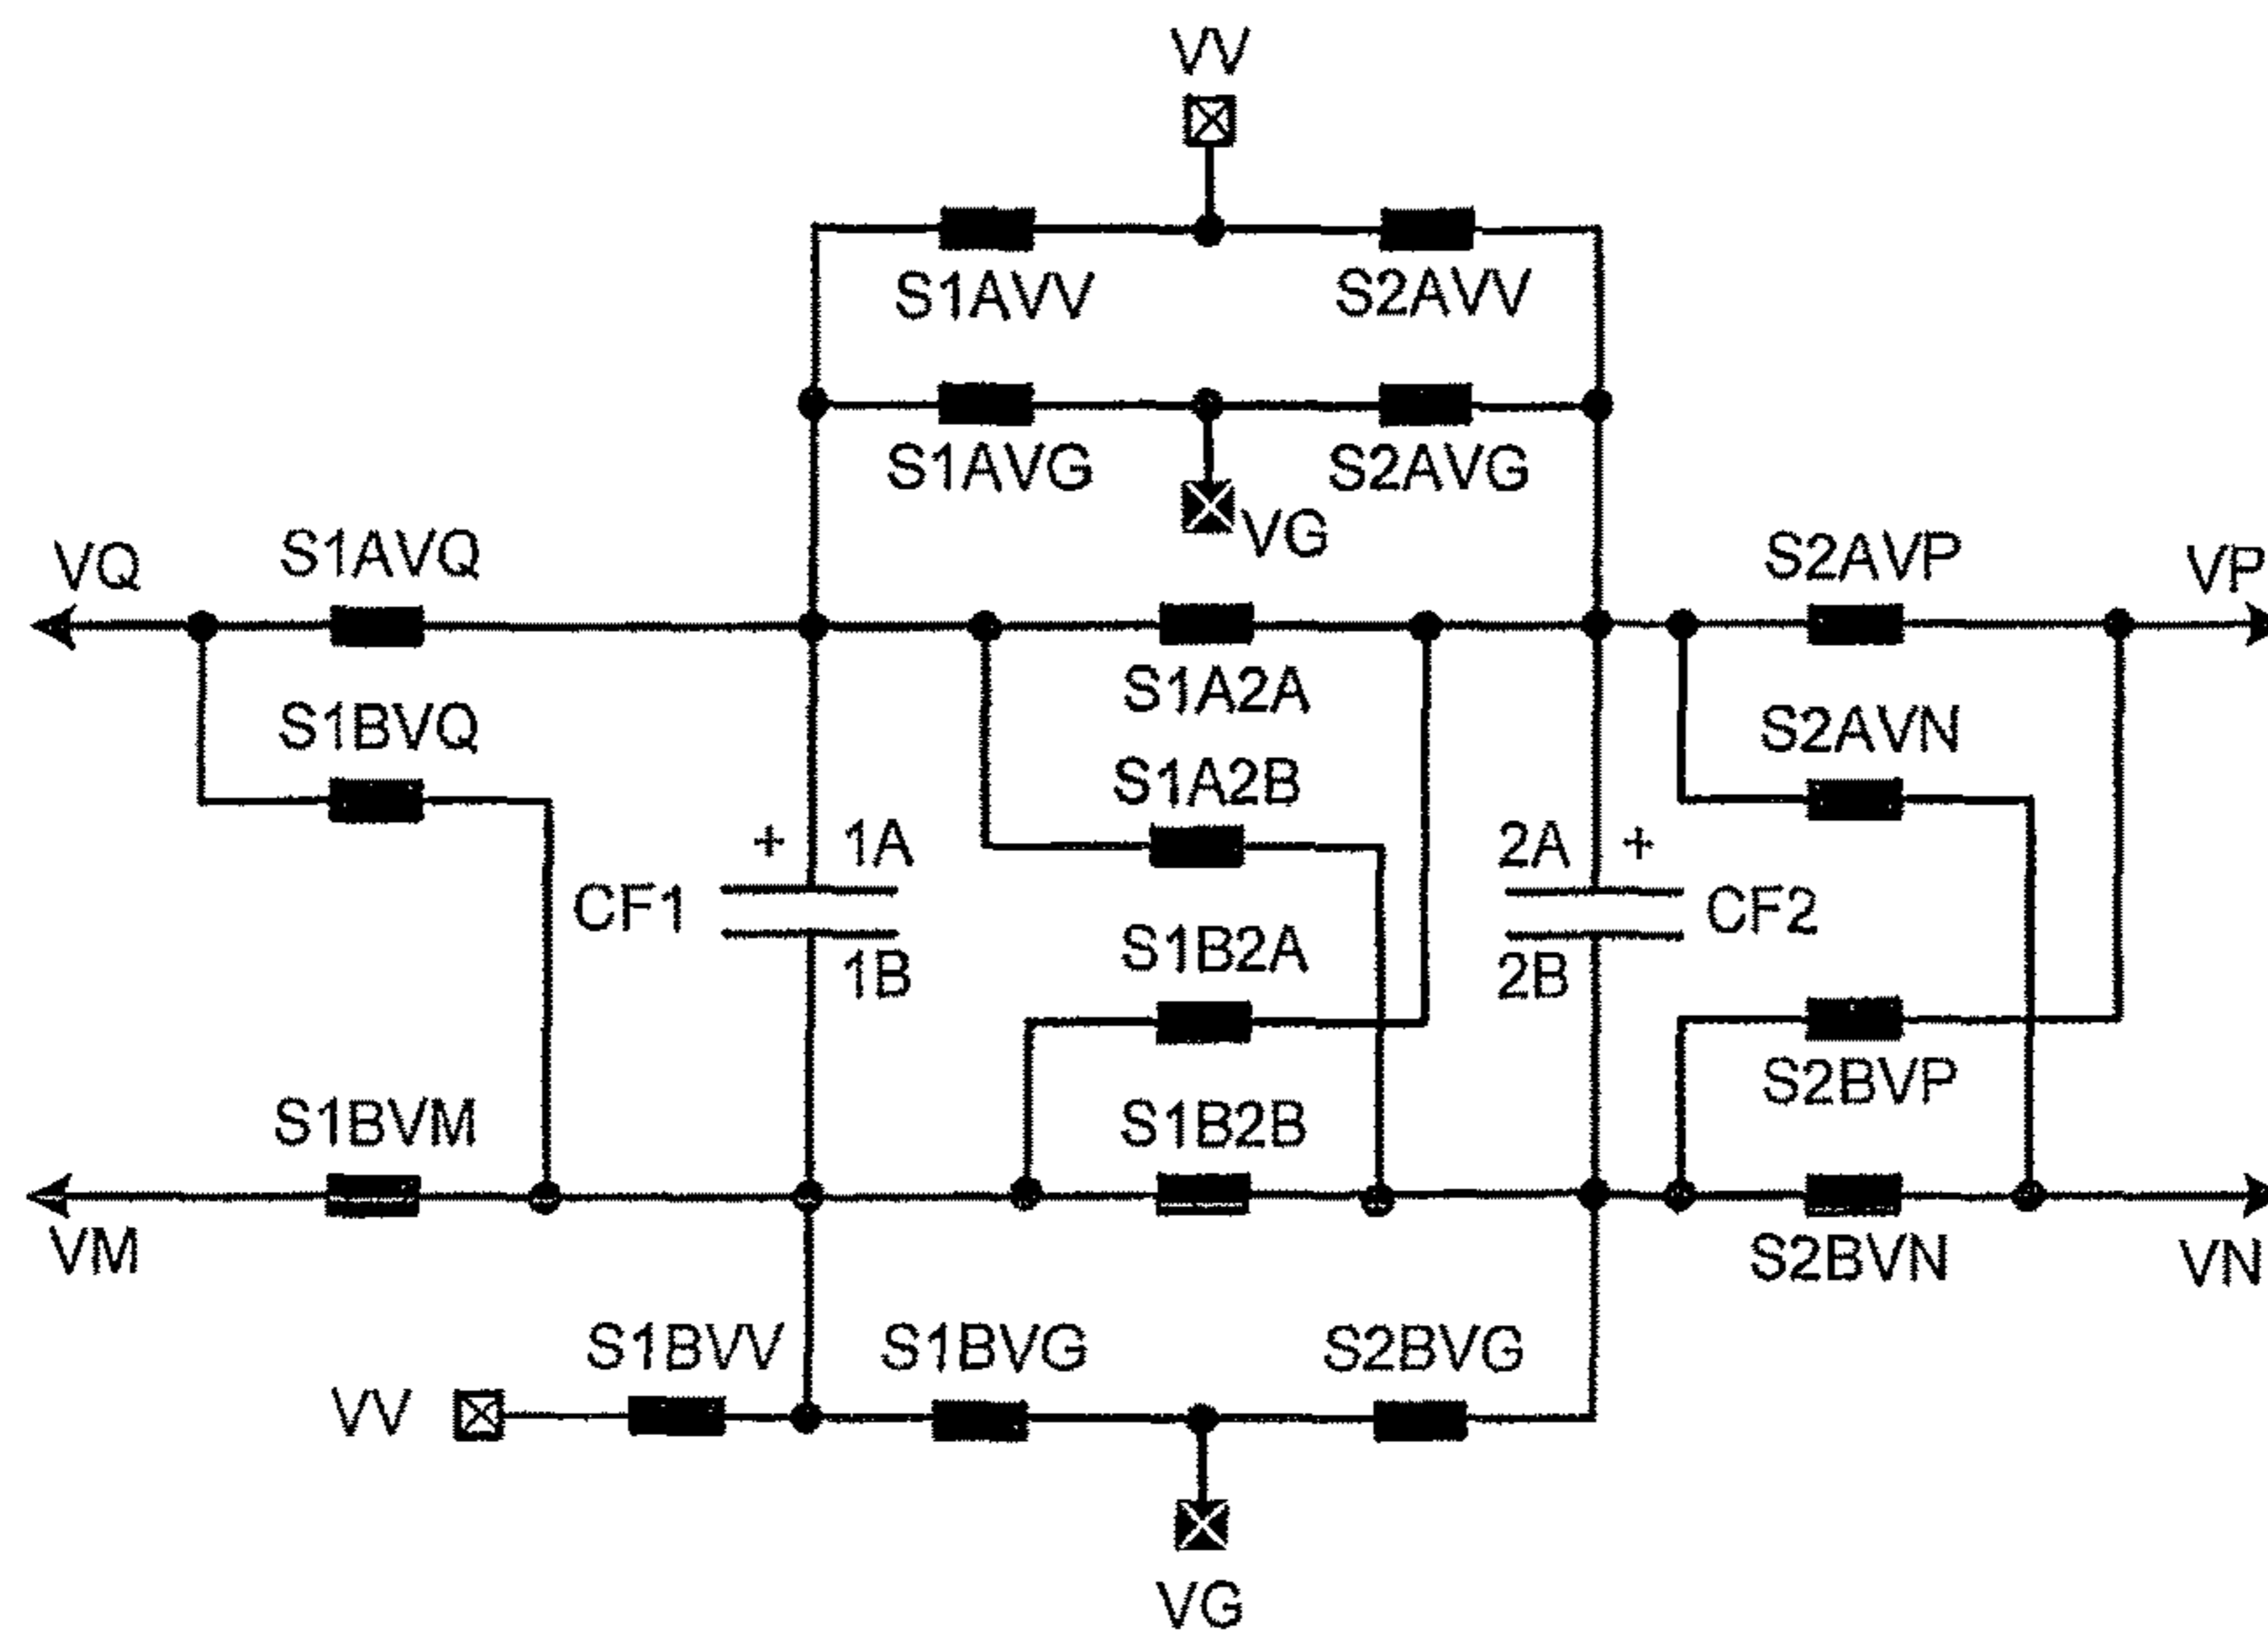 VV
S1AVV
S2AVV
S1AVG
S2AVG
VG
VQ
S1AVQ
S2AVP
VP
S1A2A
S1BVQ
S2AVN
S1A2B
+
1A
2A
+
CF1
CF2
1B
S1B2A
2B
S2BVP
S1BVM
S1B2B
VM
S2BVN
VN
S1BVV
S1BVG
S2BVG
VV
VG